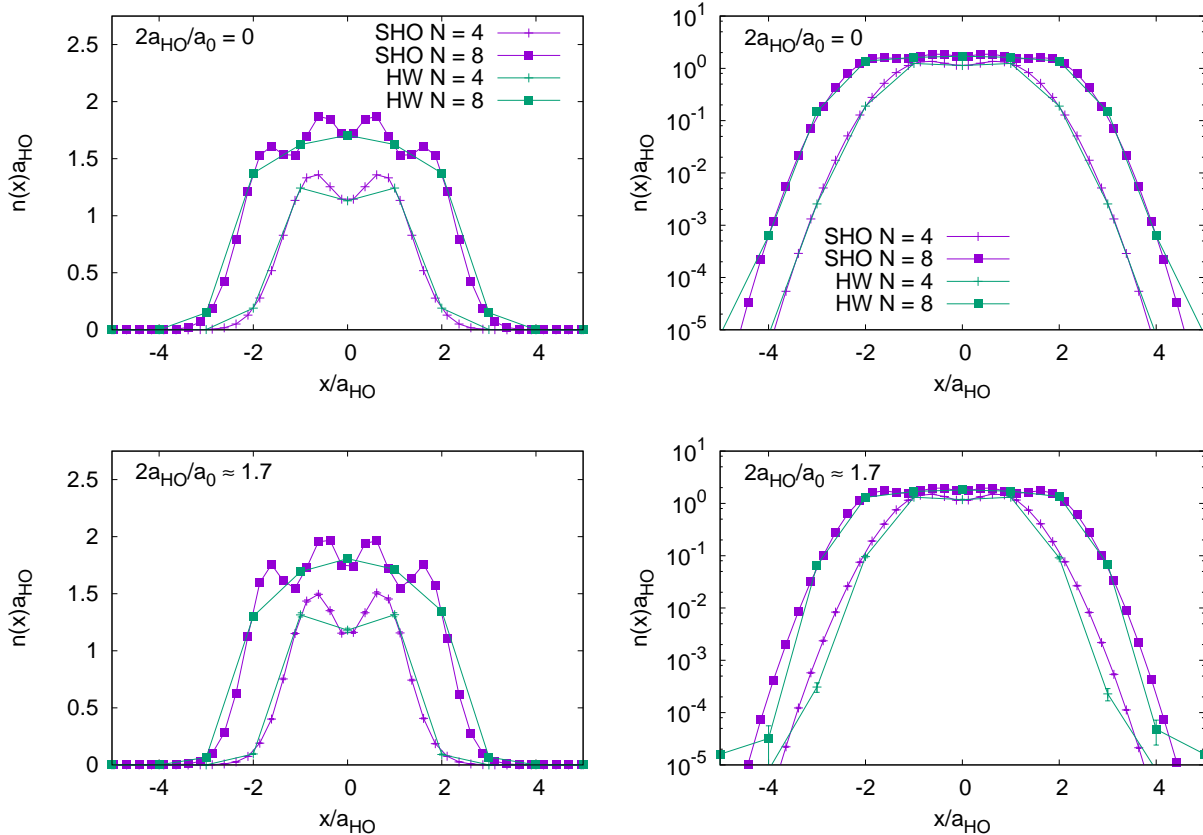 2a_HO/a_0 = 0
SHO N = 4
SHO N = 8
HW N = 4
HW N = 8
2.5
2
1.5
1
0.5
0
n(x)a_HO
-4 -2 0 2 4
x/a_HO
2a_HO/a_0 = 0
SHO N = 4
SHO N = 8
HW N = 4
HW N = 8
10^1
10^0
10^-1
10^-2
10^-3
10^-4
10^-5
n(x)a_HO
-4 -2 0 2 4
x/a_HO
2a_HO/a_0 ≈ 1.7
2.5
2
1.5
1
0.5
0
n(x)a_HO
-4 -2 0 2 4
x/a_HO
2a_HO/a_0 ≈ 1.7
10^1
10^0
10^-1
10^-2
10^-3
10^-4
10^-5
n(x)a_HO
-4 -2 0 2 4
x/a_HO